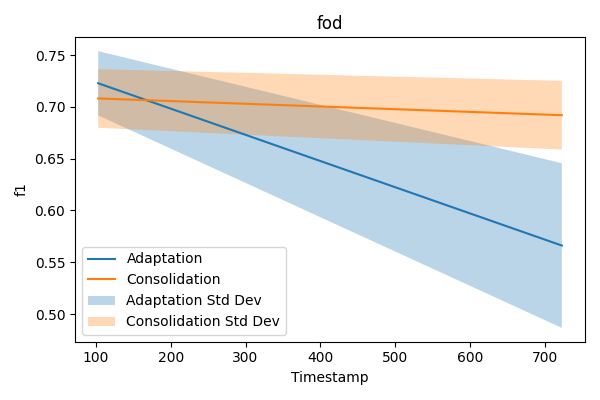 fod
0.75
0.70
0.65
0.60
0.55
0.50
f1
Adaptation
Consolidation
Adaptation Std Dev
Consolidation Std Dev
100 200 300 400 500 600 700
Timestamp